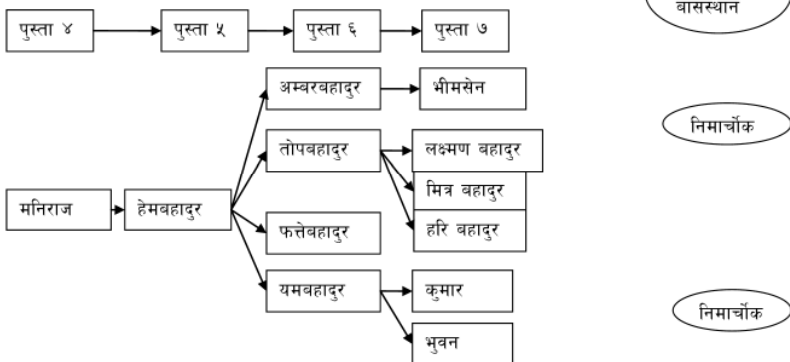 बासस्थान
पुस्ता ४ पुस्ता ५ पुस्ता ६ पुस्ता ७
अम्बरबहादुर भीमसेन
निमार्चोक
तोपबहादुर लक्ष्मण बहादुर
मित्र बहादुर
मनिराज हेमबहादुर
फत्तेबहादुर हरि बहादुर
यमबहादुर कुमार
निमार्चोक
भुवन